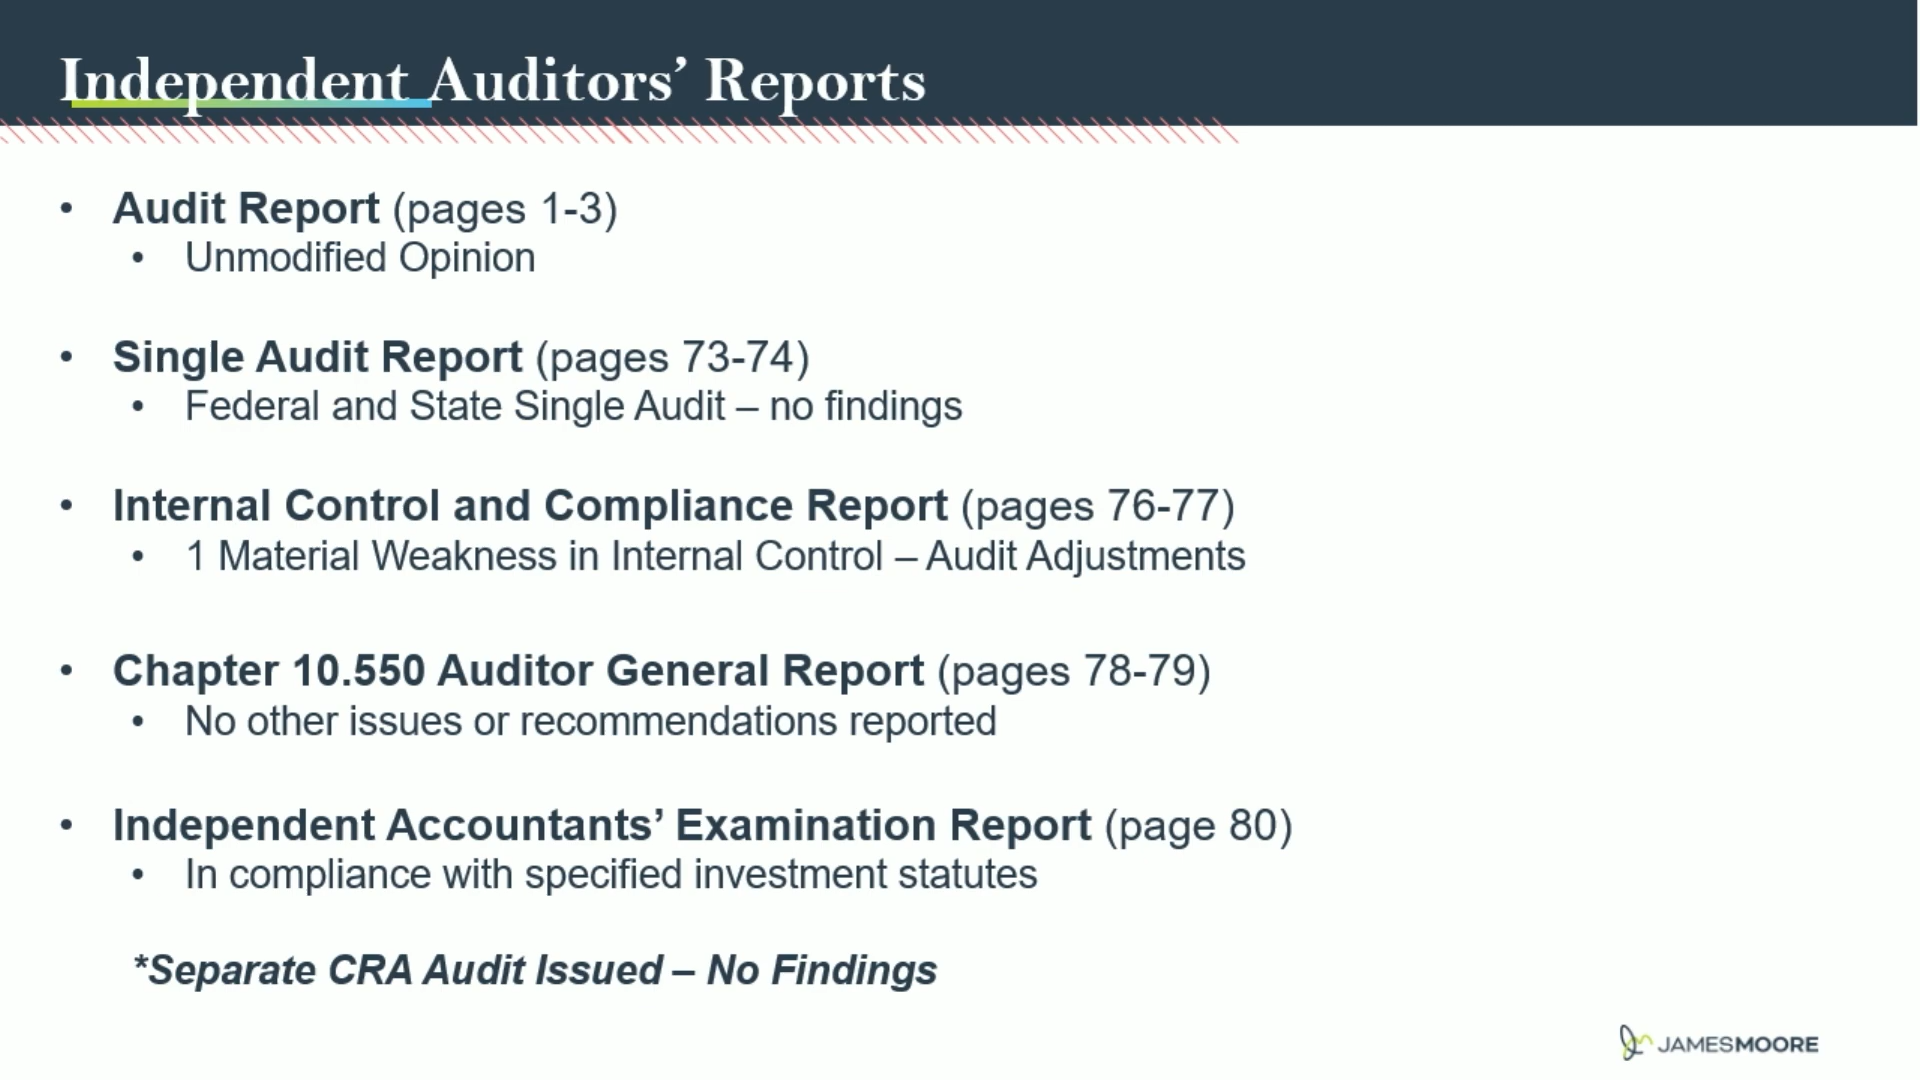 Independent Auditors’ Reports
• Audit Report (pages 1-3)
• Unmodified Opinion
• Single Audit Report (pages 73-74)
• Federal and State Single Audit – no findings
• Internal Control and Compliance Report (pages 76-77)
• 1 Material Weakness in Internal Control – Audit Adjustments
• Chapter 10.550 Auditor General Report (pages 78-79)
• No other issues or recommendations reported
• Independent Accountants’ Examination Report (page 80)
• In compliance with specified investment statutes
*Separate CRA Audit Issued – No Findings
JAMESMOORE